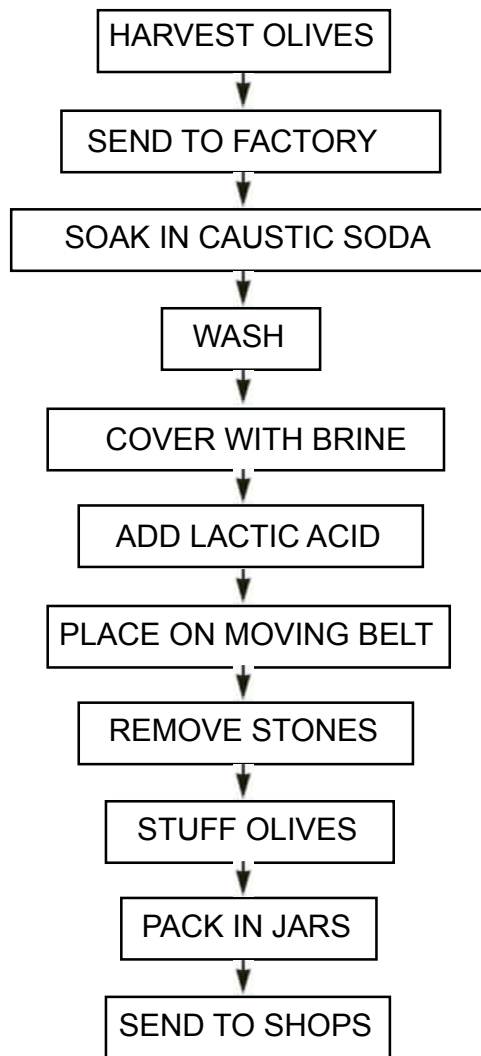 HARVEST OLIVES
SEND TO FACTORY
SOAK IN CAUSTIC SODA
WASH
COVER WITH BRINE
ADD LACTIC ACID
PLACE ON MOVING BELT
REMOVE STONES
STUFF OLIVES
PACK IN JARS
SEND TO SHOPS